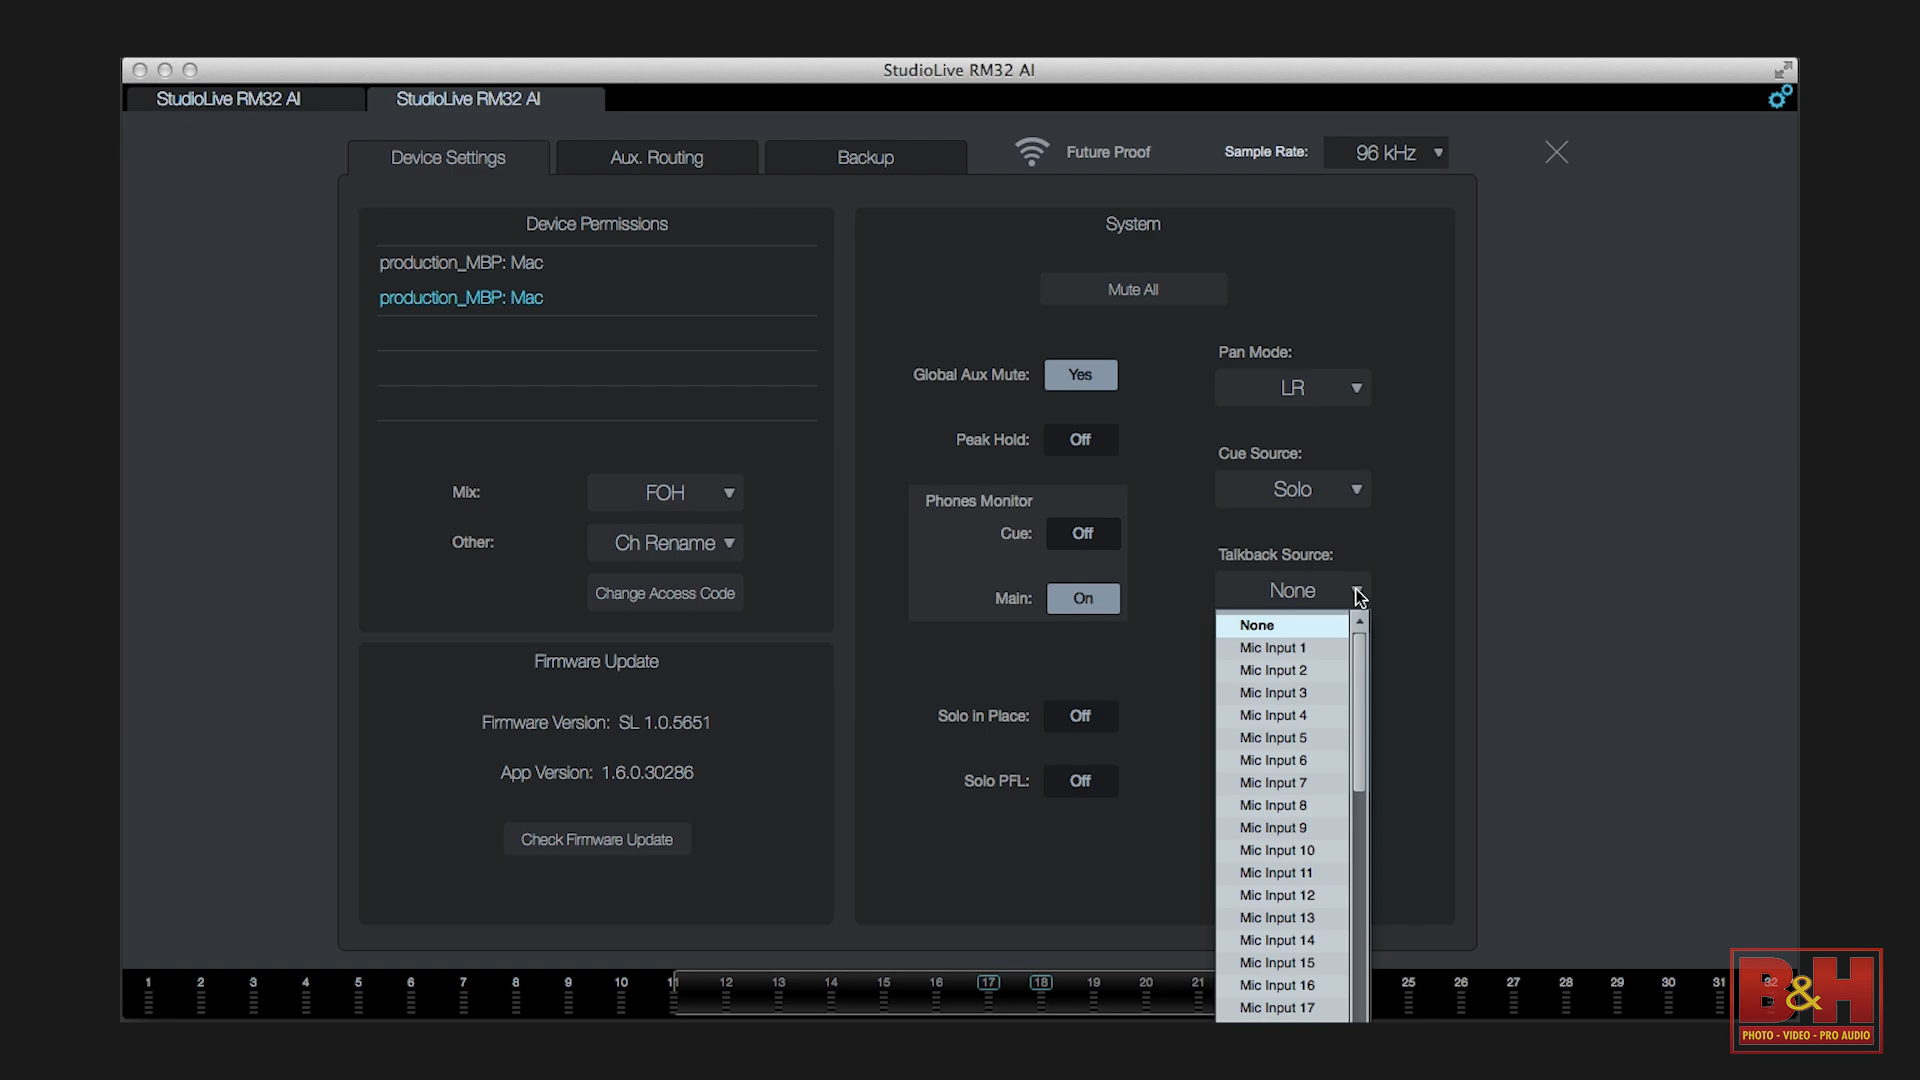 StudioLive RM32 AI
StudioLive RM32 AI
StudioLive RM32 AI
Device Settings
Aux. Routing
Backup
Future Proof
Sample Rate:
96 kHz
Device Permissions
production_MBP: Mac
production_MBP: Mac
Mix:
FOH
Other:
Ch Rename
Change Access Code
Firmware Update
Firmware Version: SL 1.0.5651
App Version: 1.6.0.30286
Check Firmware Update
System
Mute All
Global Aux Mute:
Yes
Peak Hold:
Off
Phones Monitor
Cue:
Off
Main:
On
Solo in Place:
Off
Solo PFL:
Off
Pan Mode:
LR
Cue Source:
Solo
Talkback Source:
None
None
Mic Input 1
Mic Input 2
Mic Input 3
Mic Input 4
Mic Input 5
Mic Input 6
Mic Input 7
Mic Input 8
Mic Input 9
Mic Input 10
Mic Input 11
Mic Input 12
Mic Input 13
Mic Input 14
Mic Input 15
Mic Input 16
Mic Input 17
1 2 3 4 5 6 7 8 9 10 11 12 13 14 15 16 17 18 19 20 21 25 26 27 28 29 30 31 32
B&H
PHOTO - VIDEO - PRO AUDIO